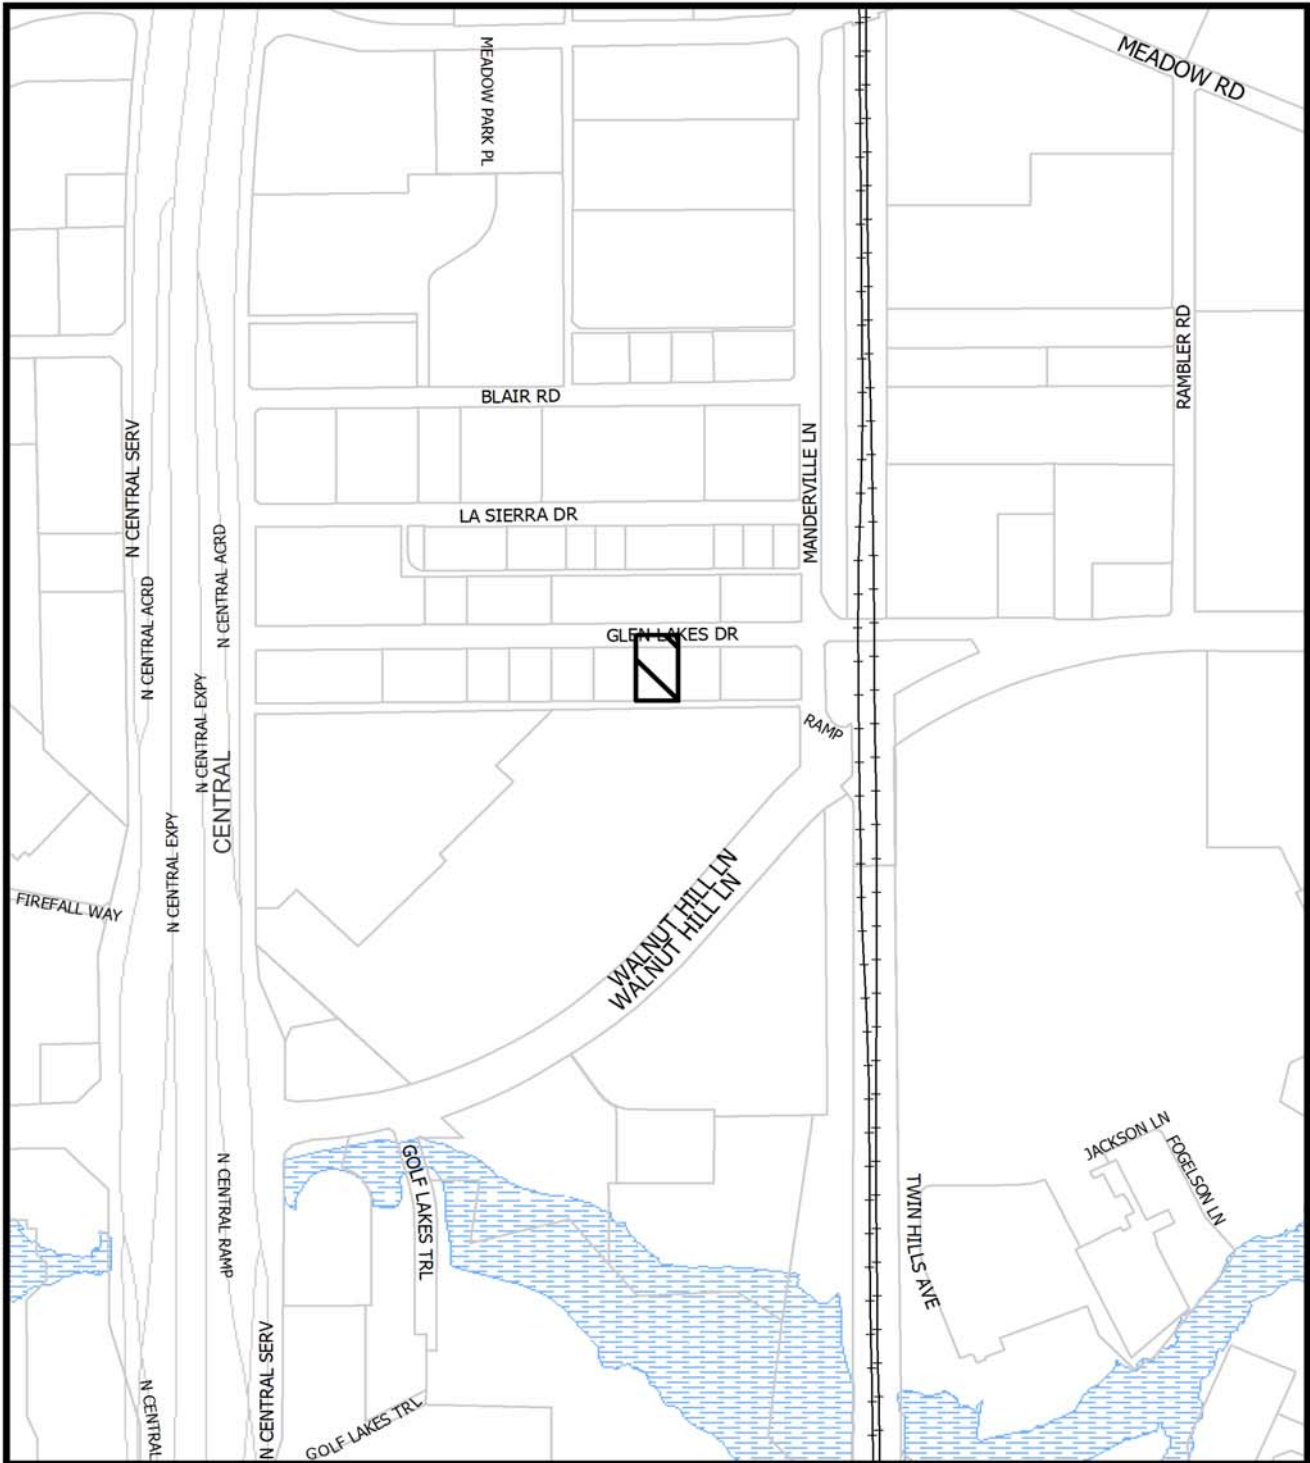 MEADOW RD
MEADOW PARK PL
RAMBLER RD
BLAIR RD
N CENTRAL SERV
MANDERVILLE LN
LA SIERRA DR
N CENTRAL ACRD
N CENTRAL ACRD
GLEN LAKES DR
N CENTRAL EXPY
RAMP
CENTRAL
N CENTRAL EXPY
WALNUT HILL LN
WALNUT HILL LN
FIREFALL WAY
JACKSON LN
FOGELSON LN
GOLF LAKES TRL
N CENTRAL RAMP
TWIN HILLS AVE
N CENTRAL SERV
N CENTRAL
GOLF LAKES TRL